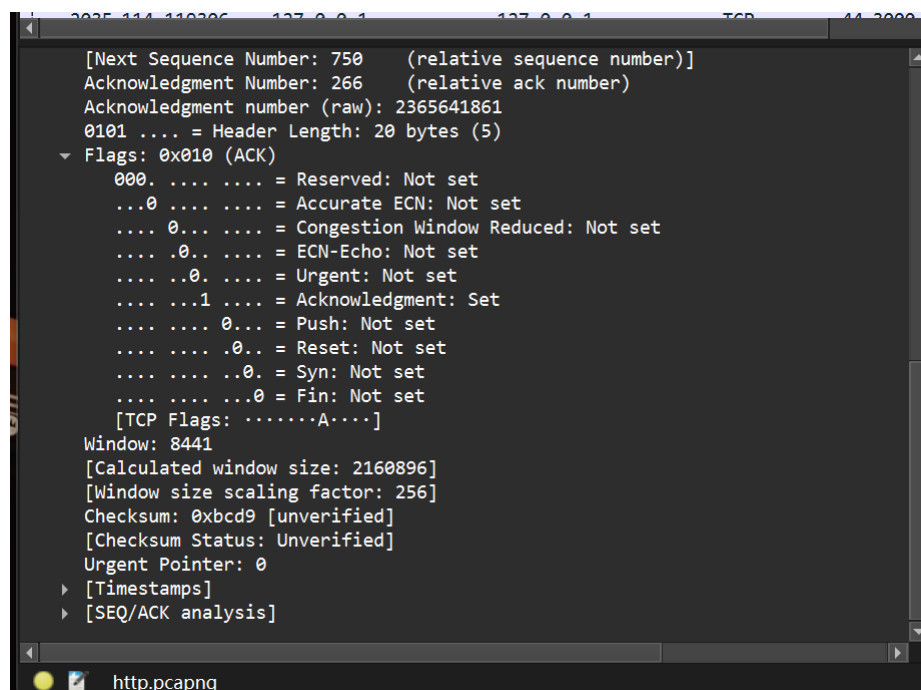 [Next Sequence Number: 750    (relative sequence number)]
Acknowledgment Number: 266    (relative ack number)
Acknowledgment number (raw): 2365641861
0101 .... = Header Length: 20 bytes (5)
Flags: 0x010 (ACK)
000. .... .... = Reserved: Not set
...0 .... .... = Accurate ECN: Not set
.... 0... .... = Congestion Window Reduced: Not set
.... .0.. .... = ECN-Echo: Not set
.... ..0. .... = Urgent: Not set
.... ...1 .... = Acknowledgment: Set
.... .... 0... = Push: Not set
.... .... .0.. = Reset: Not set
.... .... ..0. = Syn: Not set
.... .... ...0 = Fin: Not set
[TCP Flags: ·······A····]
Window: 8441
[Calculated window size: 2160896]
[Window size scaling factor: 256]
Checksum: 0xbcd9 [unverified]
[Checksum Status: Unverified]
Urgent Pointer: 0
[Timestamps]
[SEQ/ACK analysis]
http.pcapng